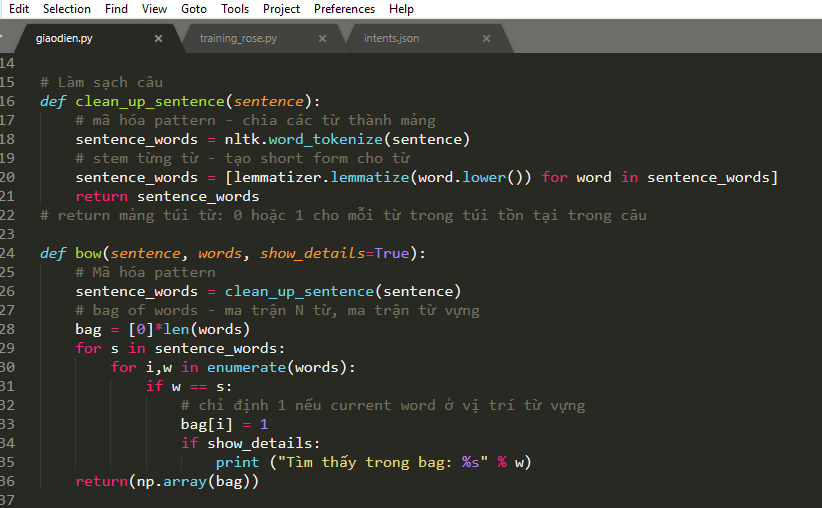 Edit Selection Find View Goto Tools Project Preferences Help
giaodien.py × training_rose.py × intents.json ×
14
15 # Làm sạch câu
16 def clean_up_sentence(sentence):
17     # mã hóa pattern - chia các từ thành mảng
18     sentence_words = nltk.word_tokenize(sentence)
19     # stem từng từ - tạo short form cho từ
20     sentence_words = [lemmatizer.lemmatize(word.lower()) for word in sentence_words]
21     return sentence_words
22 # return mảng túi từ: 0 hoặc 1 cho mỗi từ trong túi tồn tại trong câu
23
24 def bow(sentence, words, show_details=True):
25     # Mã hóa pattern
26     sentence_words = clean_up_sentence(sentence)
27     # bag of words - ma trận N từ, ma trận từ vựng
28     bag = [0]*len(words)
29     for s in sentence_words:
30         for i,w in enumerate(words):
31             if w == s:
32                 # chỉ định 1 nếu current word ở vị trí từ vựng
33                 bag[i] = 1
34                 if show_details:
35                     print ("Tìm thấy trong bag: %s" % w)
36     return(np.array(bag))
37